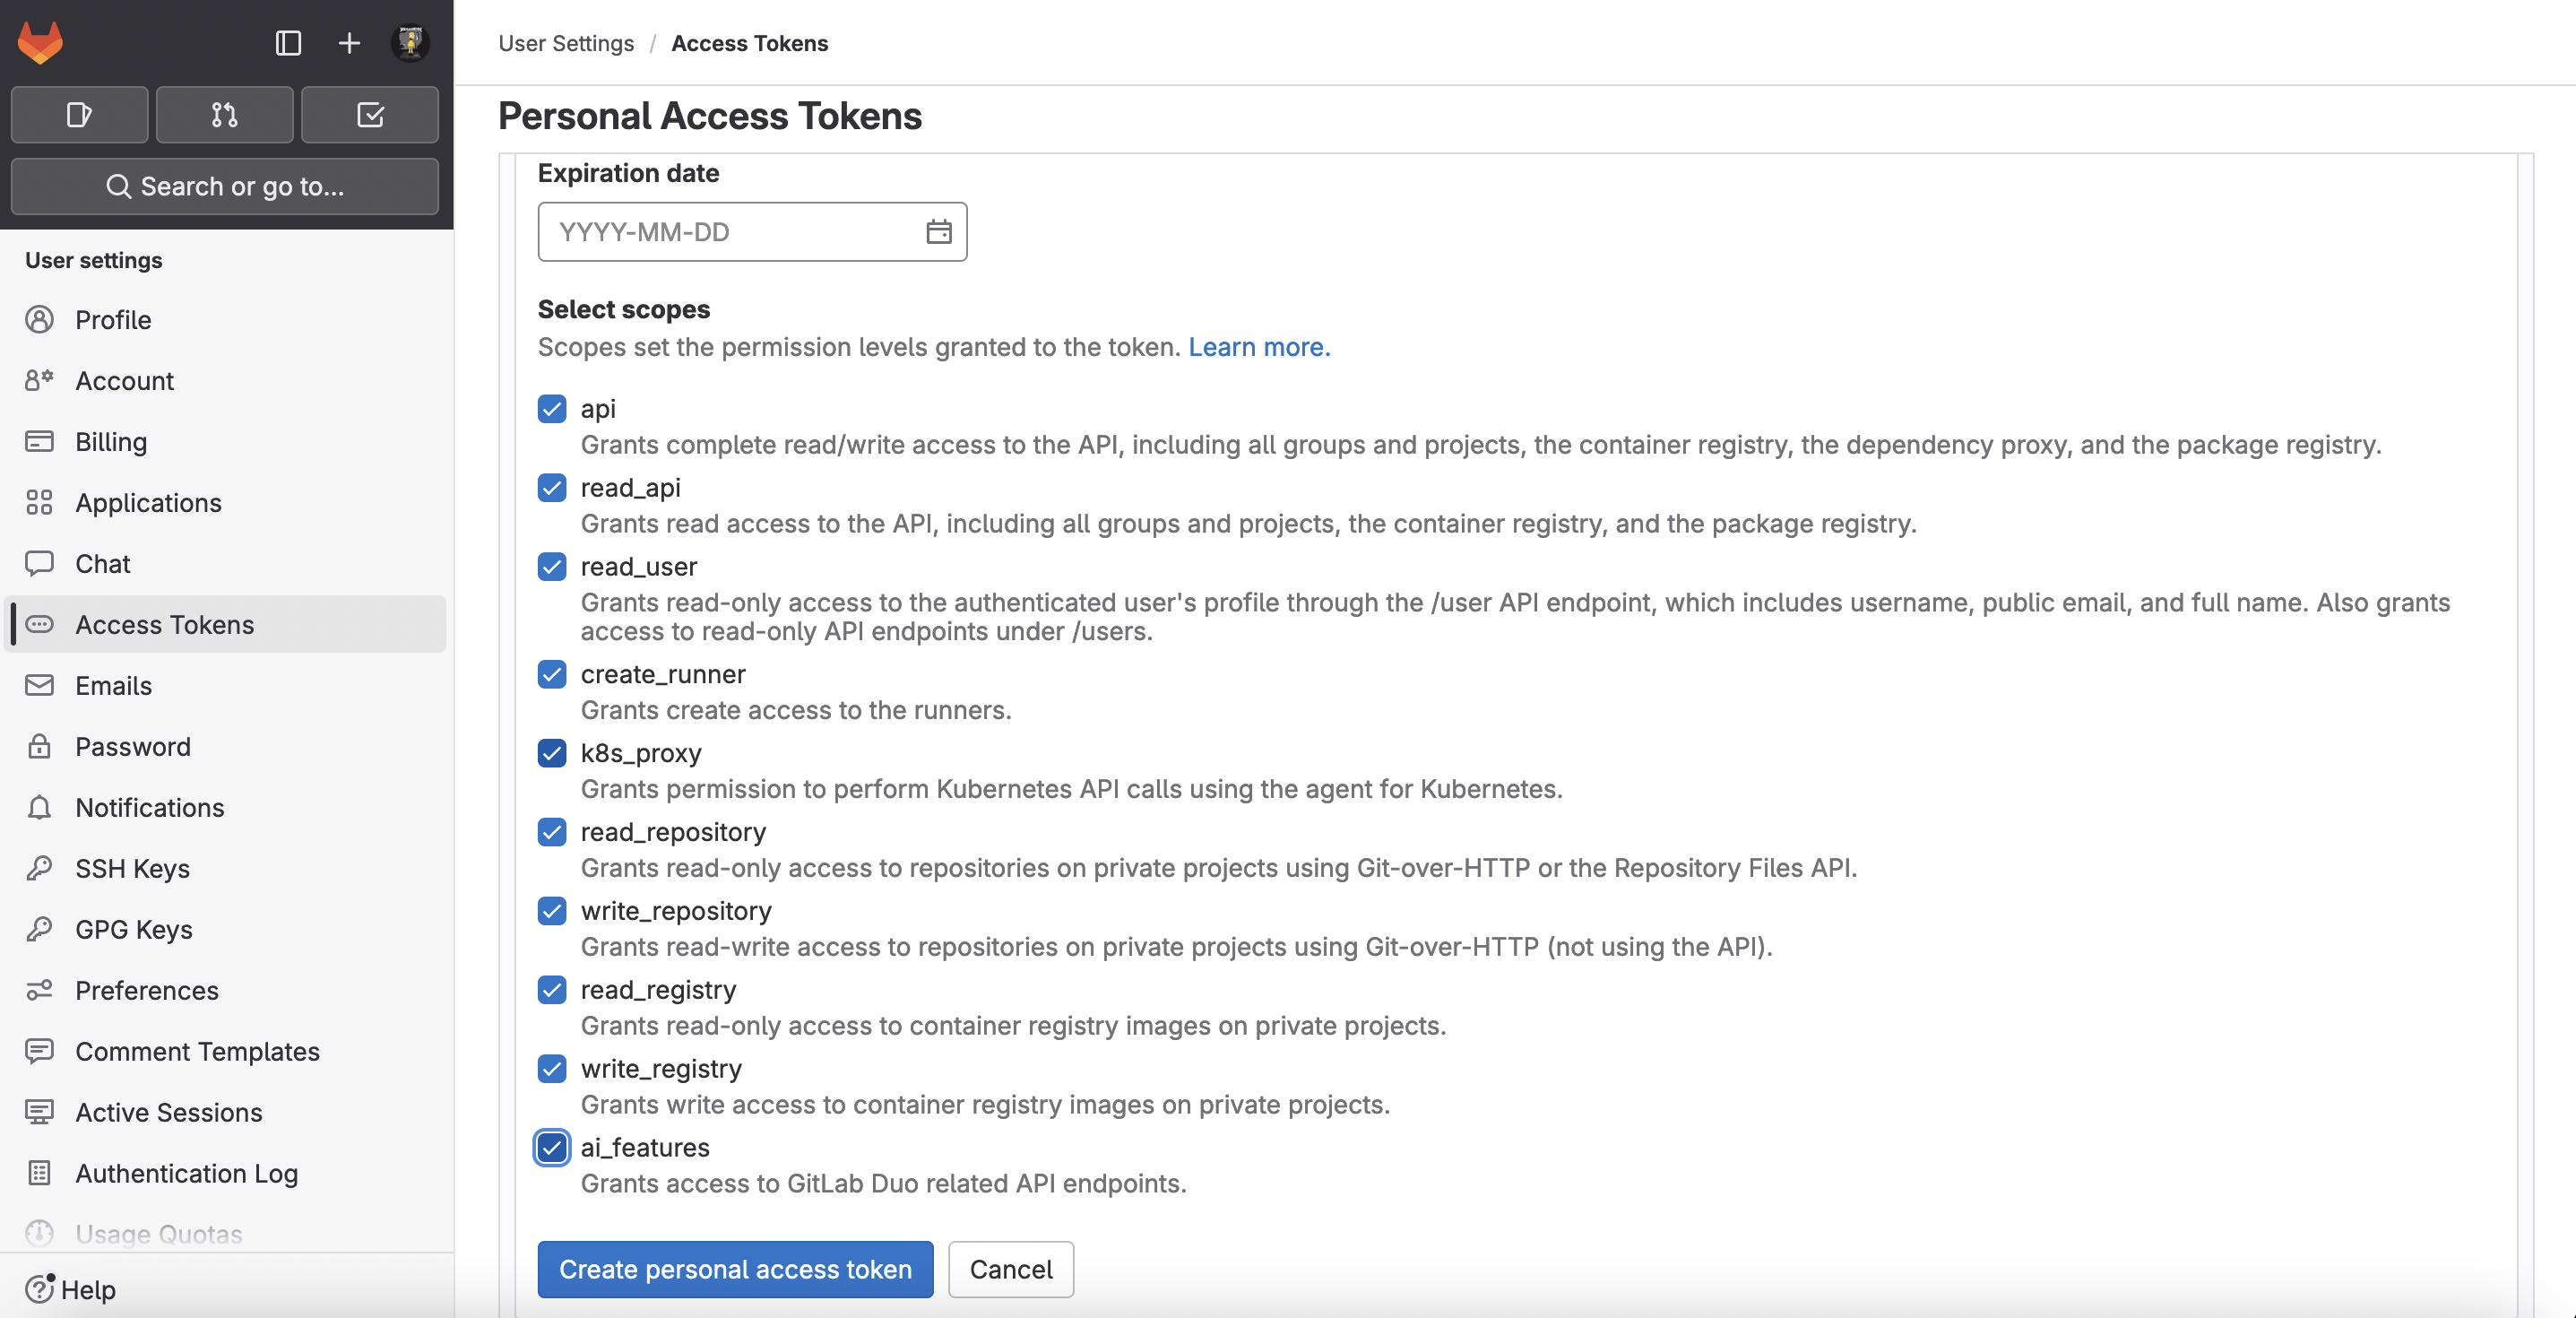 User Settings / Access Tokens
Search or go to...
User settings
Profile
Account
Billing
Applications
Chat
Access Tokens
Emails
Password
Notifications
SSH Keys
GPG Keys
Preferences
Comment Templates
Active Sessions
Authentication Log
Usage Quotas
Help
Personal Access Tokens
Expiration date
YYYY-MM-DD
Select scopes
Scopes set the permission levels granted to the token. Learn more.
api
Grants complete read/write access to the API, including all groups and projects, the container registry, the dependency proxy, and the package registry.
read_api
Grants read access to the API, including all groups and projects, the container registry, and the package registry.
read_user
Grants read-only access to the authenticated user's profile through the /user API endpoint, which includes username, public email, and full name. Also grants
access to read-only API endpoints under /users.
create_runner
Grants create access to the runners.
k8s_proxy
Grants permission to perform Kubernetes API calls using the agent for Kubernetes.
read_repository
Grants read-only access to repositories on private projects using Git-over-HTTP or the Repository Files API.
write_repository
Grants read-write access to repositories on private projects using Git-over-HTTP (not using the API).
read_registry
Grants read-only access to container registry images on private projects.
write_registry
Grants write access to container registry images on private projects.
ai_features
Grants access to GitLab Duo related API endpoints.
Create personal access token
Cancel